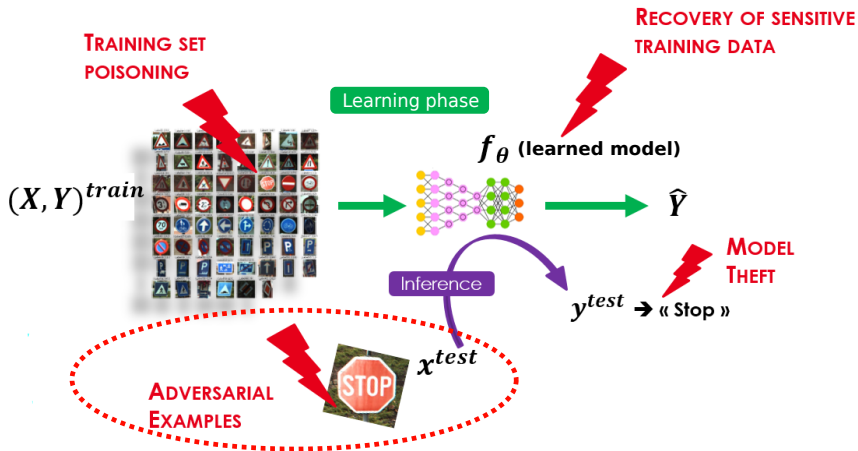 RECOVERY OF SENSITIVE
TRAINING DATA
TRAINING SET
POISONING
Learning phase
f_θ (learned model)
(X, Y)^train
Ŷ
MODEL
THEFT
Inference
y^test ➔ « Stop »
x^test
STOP
ADVERSARIAL
EXAMPLES